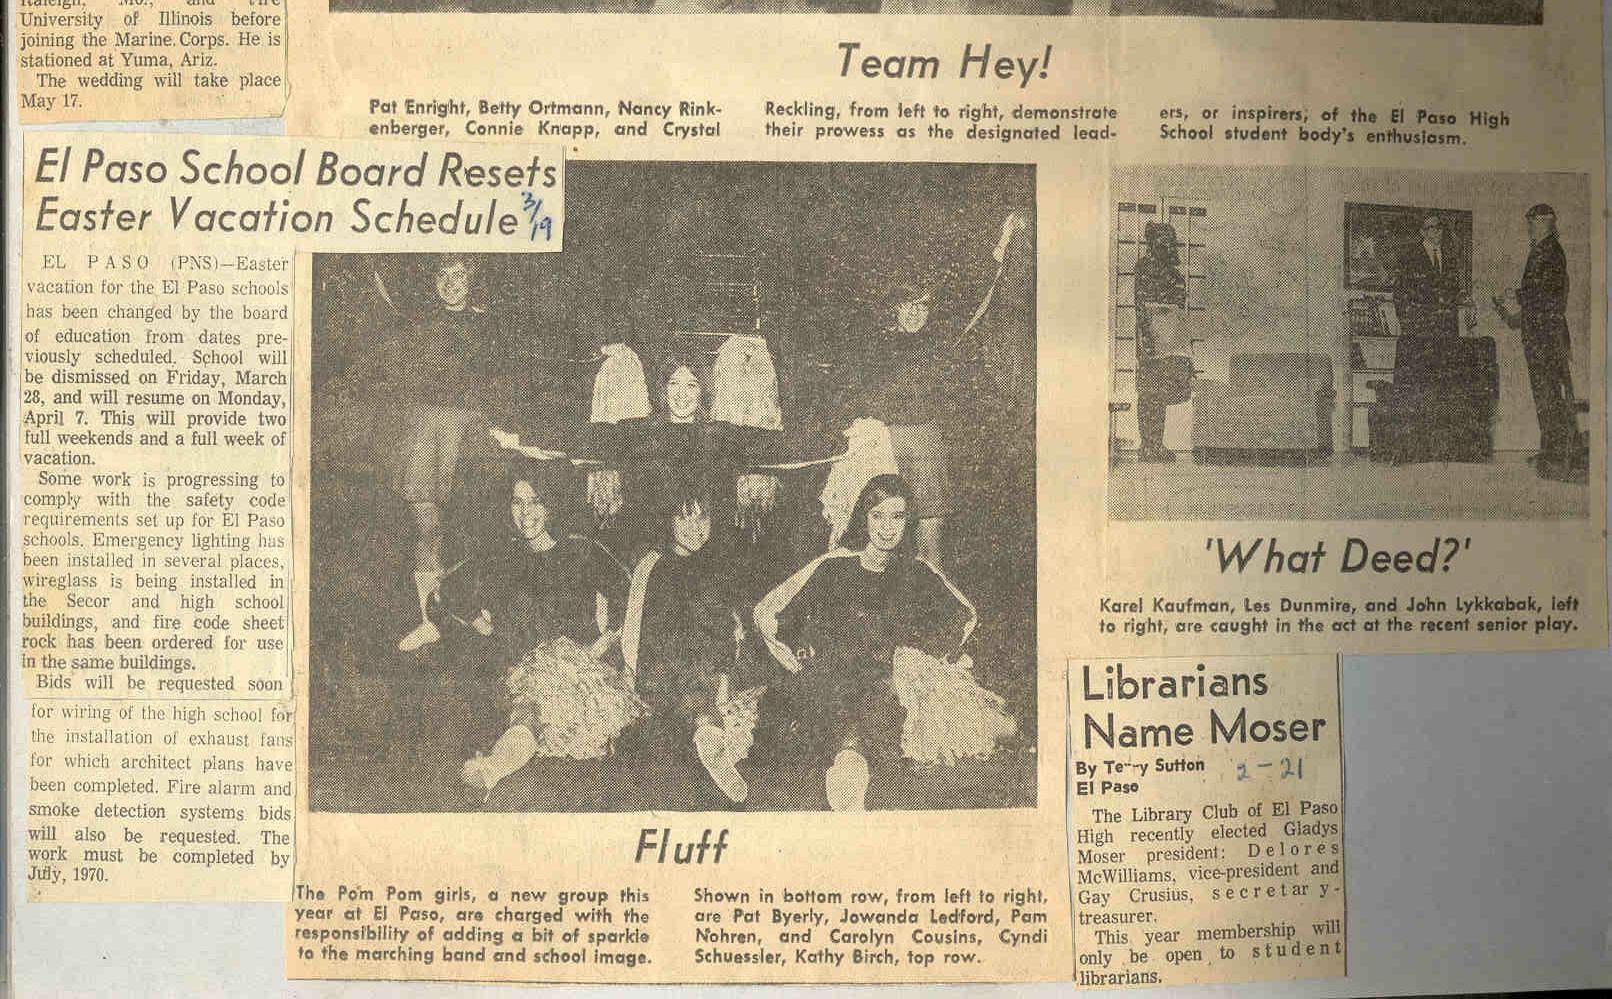 University of Illinois before
joining the Marine Corps. He is
stationed at Yuma, Ariz.
The wedding will take place
May 17.
Team Hey!
Pat Enright, Betty Ortmann, Nancy Rink-
enberger, Connie Knapp, and Crystal
Reckling, from left to right, demonstrate
their prowess as the designated lead-
ers, or inspirers, of the El Paso High
School student body's enthusiasm.
El Paso School Board Resets
Easter Vacation Schedule 3/19
EL PASO (PNS)—Easter
vacation for the El Paso schools
has been changed by the board
of education from dates pre-
viously scheduled. School will
be dismissed on Friday, March
28, and will resume on Monday,
April 7. This will provide two
full weekends and a full week of
vacation.
Some work is progressing to
comply with the safety code
requirements set up for El Paso
schools. Emergency lighting has
been installed in several places,
wireglass is being installed in
the Secor and high school
buildings, and fire code sheet
rock has been ordered for use
in the same buildings.
Bids will be requested soon
for wiring of the high school for
the installation of exhaust fans
for which architect plans have
been completed. Fire alarm and
smoke detection systems bids
will also be requested. The
work must be completed by
July, 1970.
Fluff
The Pom Pom girls, a new group this
year at El Paso, are charged with the
responsibility of adding a bit of sparkle
to the marching band and school image.
Shown in bottom row, from left to right,
are Pat Byerly, Jowanda Ledford, Pam
Nohren, and Carolyn Cousins, Cyndi
Schuessler, Kathy Birch, top row.
'What Deed?'
Karel Kaufman, Les Dunmire, and John Lykkabak, left
to right, are caught in the act at the recent senior play.
Librarians
Name Moser
By Terry Sutton 2-21
El Paso
The Library Club of El Paso
High recently elected Gladys
Moser president: Delores
McWilliams, vice-president and
Gay Crusius, secretary-
treasurer.
This year membership will
only be open to student
librarians.